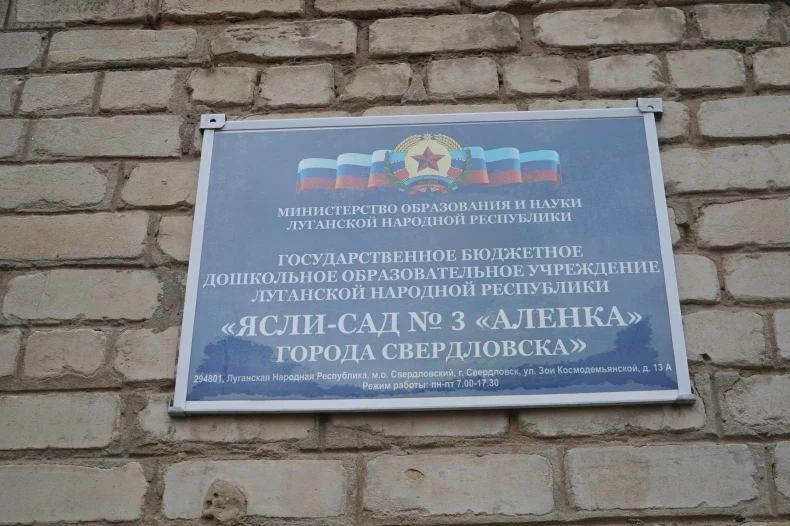 МИНИСТЕРСТВО ОБРАЗОВАНИЯ И НАУКИ
ЛУГАНСКОЙ НАРОДНОЙ РЕСПУБЛИКИ
ГОСУДАРСТВЕННОЕ БЮДЖЕТНОЕ
ДОШКОЛЬНОЕ ОБРАЗОВАТЕЛЬНОЕ УЧРЕЖДЕНИЕ
ЛУГАНСКОЙ НАРОДНОЙ РЕСПУБЛИКИ
«ЯСЛИ-САД № 3 «АЛЕНКА»
ГОРОДА СВЕРДЛОВСКА»
294801, Луганская Народная Республика, м.о. Свердловский, г. Свердловск, ул. Зои Космодемьянской, д. 13 А
Режим работы: пн-пт 7.00-17.30